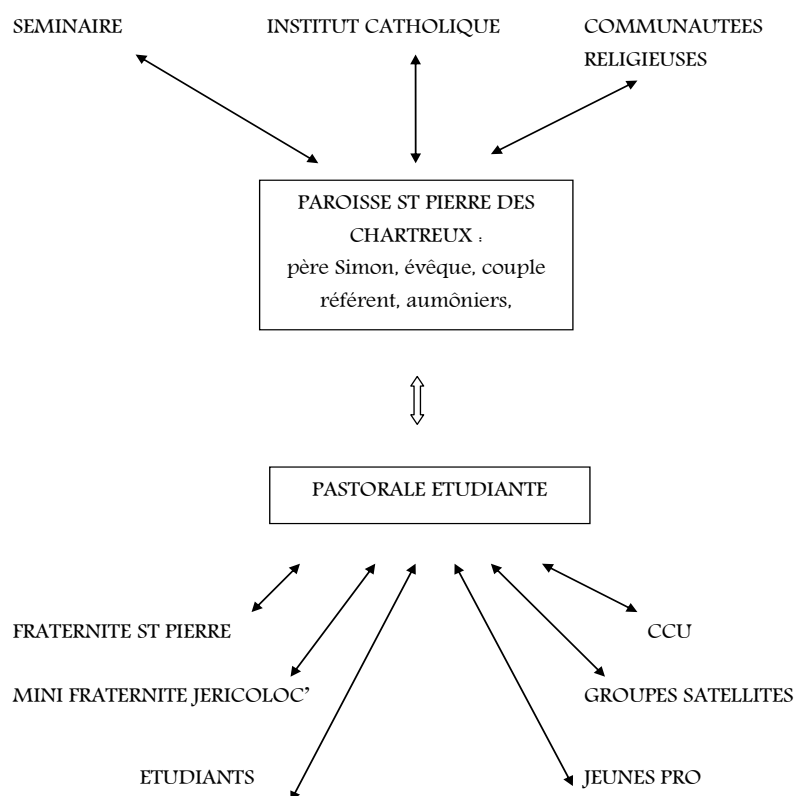 SEMINAIRE
INSTITUT CATHOLIQUE
COMMUNAUTEES
RELIGIEUSES
PAROISSE ST PIERRE DES
CHARTREUX :
père Simon, évêque, couple
référent, aumôniers,
PASTORALE ETUDIANTE
FRATERNITE ST PIERRE
CCU
MINI FRATERNITE JERICOLOC’
GROUPES SATELLITES
ETUDIANTS
JEUNES PRO